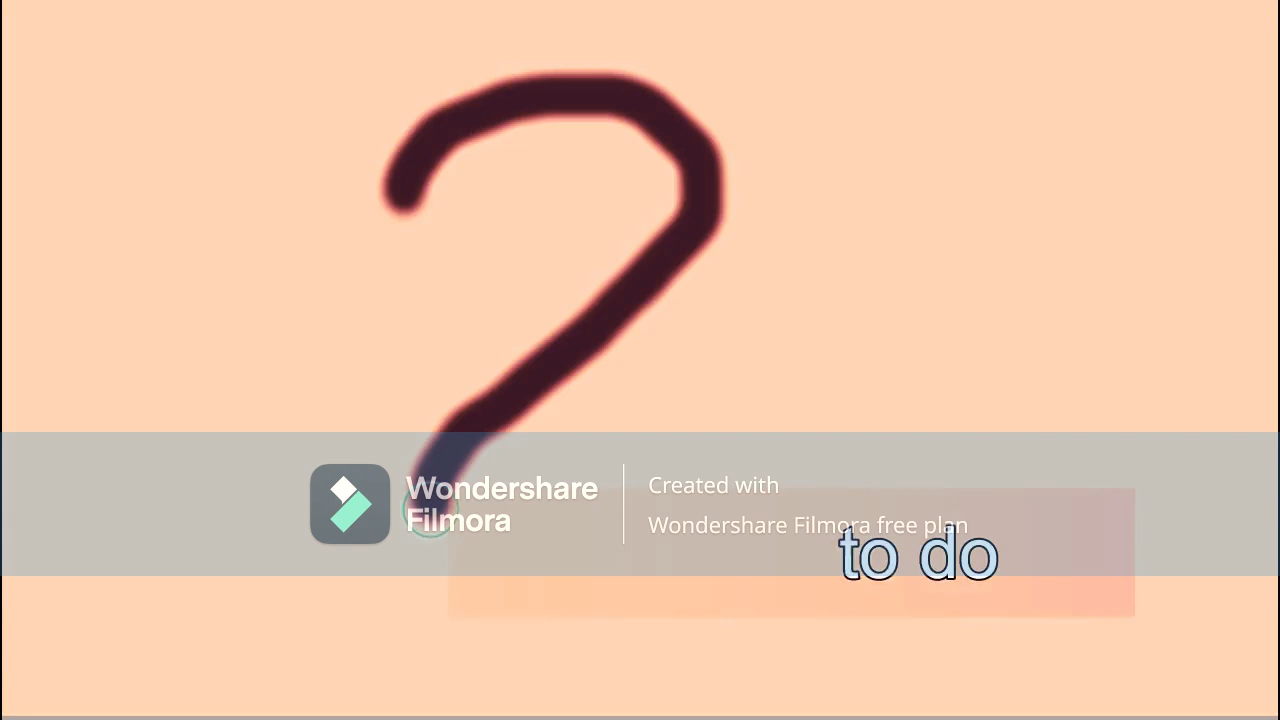 ?
Wondershare
Filmora
Created with
Wondershare Filmora free plan
to do